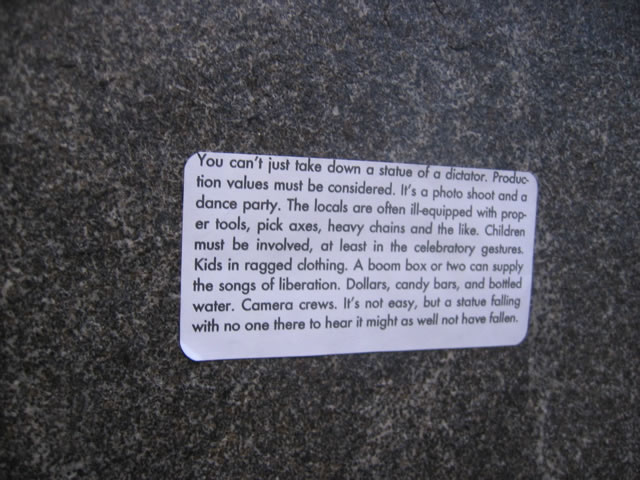 You can't just take down a statue of a dictator. Produc-
tion values must be considered. It's a photo shoot and a
dance party. The locals are often ill-equipped with prop-
er tools, pick axes, heavy chains and the like. Children
must be involved, at least in the celebratory gestures.
Kids in ragged clothing. A boom box or two can supply
the songs of liberation. Dollars, candy bars, and bottled
water. Camera crews. It's not easy, but a statue falling
with no one there to hear it might as well not have fallen.